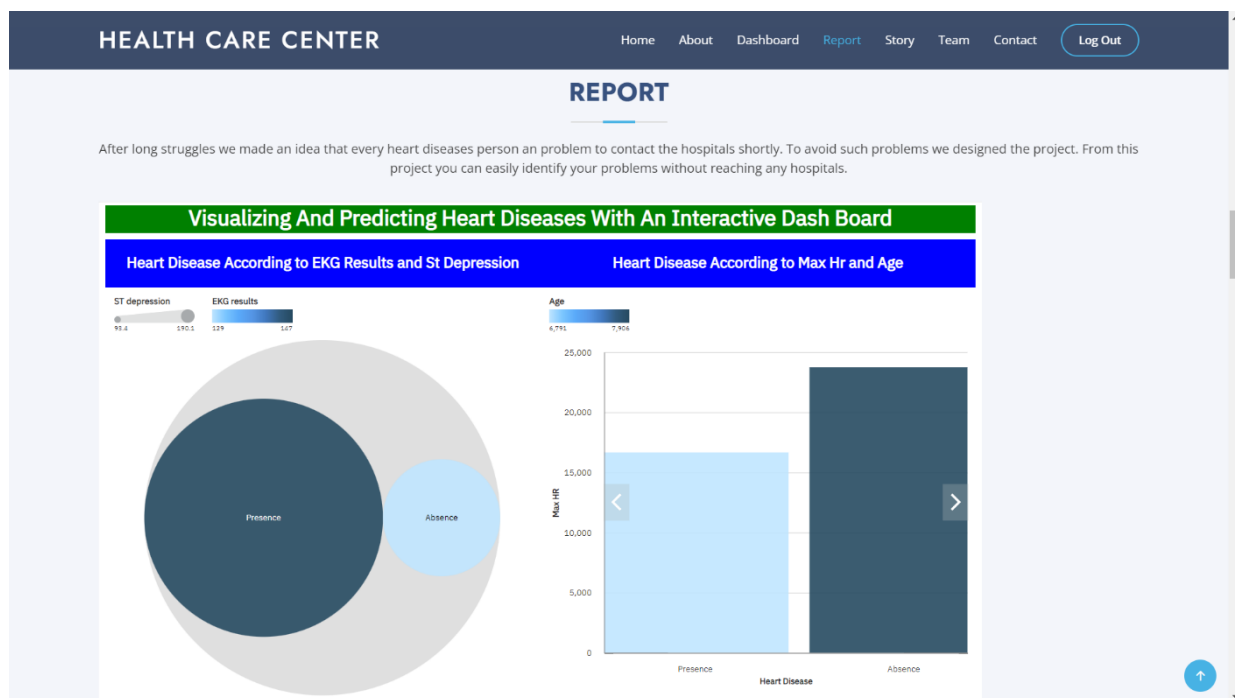 HEALTH CARE CENTER
Home About Dashboard Report Story Team Contact Log Out
REPORT
After long struggles we made an idea that every heart diseases person an problem to contact the hospitals shortly. To avoid such problems we designed the project. From this
project you can easily identify your problems without reaching any hospitals.
Visualizing And Predicting Heart Diseases With An Interactive Dash Board
Heart Disease According to EKG Results and St Depression
Heart Disease According to Max Hr and Age
ST depression
93.4 190.1
EKG results
129 147
Presence
Absence
Age
6,791 7,906
25,000
20,000
15,000
10,000
5,000
0
Max HR
Presence Absence
Heart Disease